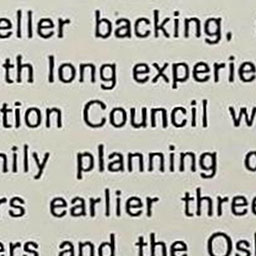 eller backing,
th long experie
tion Council w
nily planning c
rs earlier three
ers and the Osl